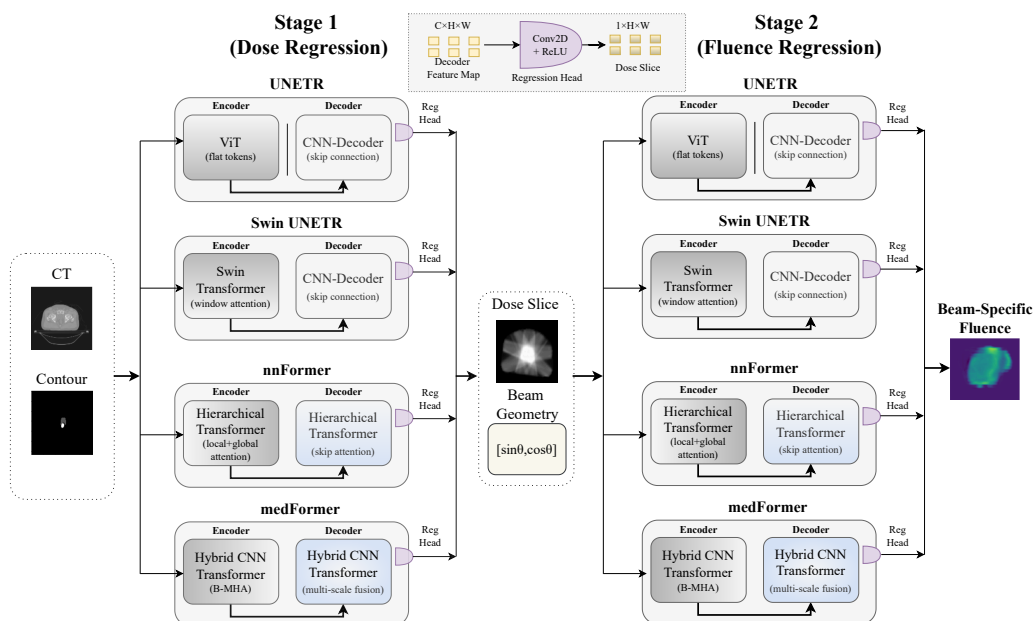 Stage 1
(Dose Regression)
C×H×W
Decoder
Feature Map
Conv2D
+ ReLU
Regression Head
1×H×W
Dose Slice
Stage 2
(Fluence Regression)
CT
Contour
UNETR
Encoder
ViT
(flat tokens)
Decoder
CNN-Decoder
(skip connection)
Reg
Head
Swin UNETR
Encoder
Swin
Transformer
(window attention)
Decoder
CNN-Decoder
(skip connection)
Reg
Head
nnFormer
Encoder
Hierarchical
Transformer
(local+global
attention)
Decoder
Hierarchical
Transformer
(skip attention)
Reg
Head
medFormer
Encoder
Hybrid CNN
Transformer
(B-MHA)
Decoder
Hybrid CNN
Transformer
(multi-scale fusion)
Reg
Head
Dose Slice
Beam
Geometry
[sinθ,cosθ]
UNETR
Encoder
ViT
(flat tokens)
Decoder
CNN-Decoder
(skip connection)
Reg
Head
Swin UNETR
Encoder
Swin
Transformer
(window attention)
Decoder
CNN-Decoder
(skip connection)
Reg
Head
nnFormer
Encoder
Hierarchical
Transformer
(local+global
attention)
Decoder
Hierarchical
Transformer
(skip attention)
Reg
Head
medFormer
Encoder
Hybrid CNN
Transformer
(B-MHA)
Decoder
Hybrid CNN
Transformer
(multi-scale fusion)
Reg
Head
Beam-Specific
Fluence